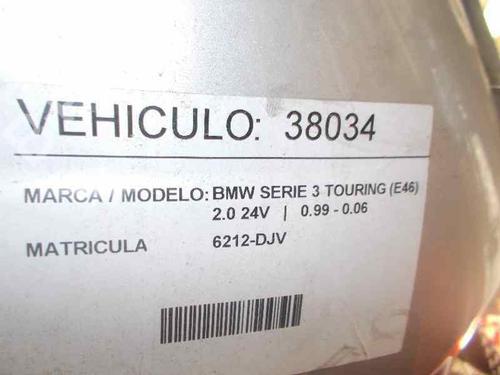 VEHICULO: 38034
MARCA / MODELO: BMW SERIE 3 TOURING (E46)
2.0 24V | 0.99 - 0.06
MATRICULA 6212-DJV